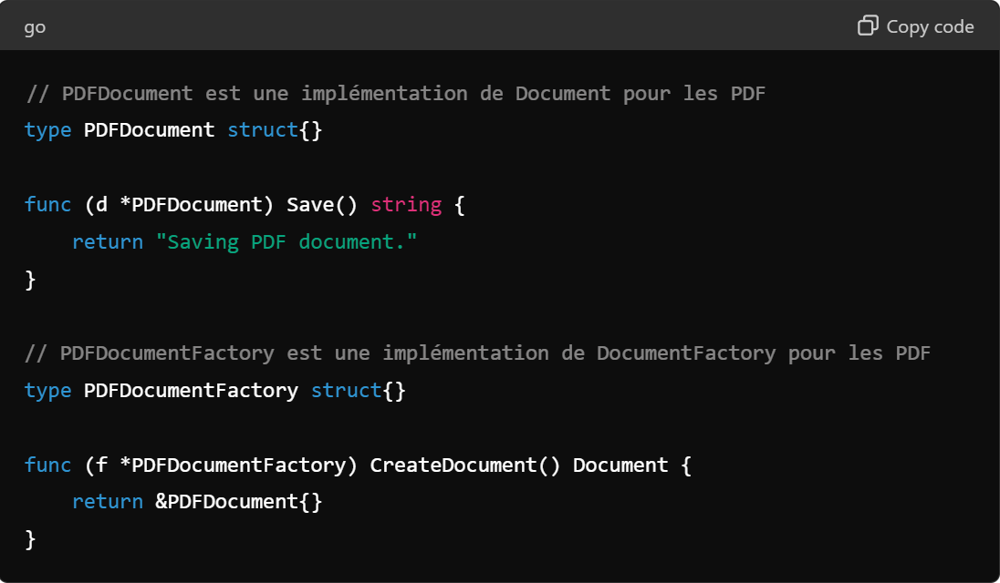 go
Copy code
// PDFDocument est une implémentation de Document pour les PDF
type PDFDocument struct{}
func (d *PDFDocument) Save() string {
    return "Saving PDF document."
}
// PDFDocumentFactory est une implémentation de DocumentFactory pour les PDF
type PDFDocumentFactory struct{}
func (f *PDFDocumentFactory) CreateDocument() Document {
    return &PDFDocument{}
}